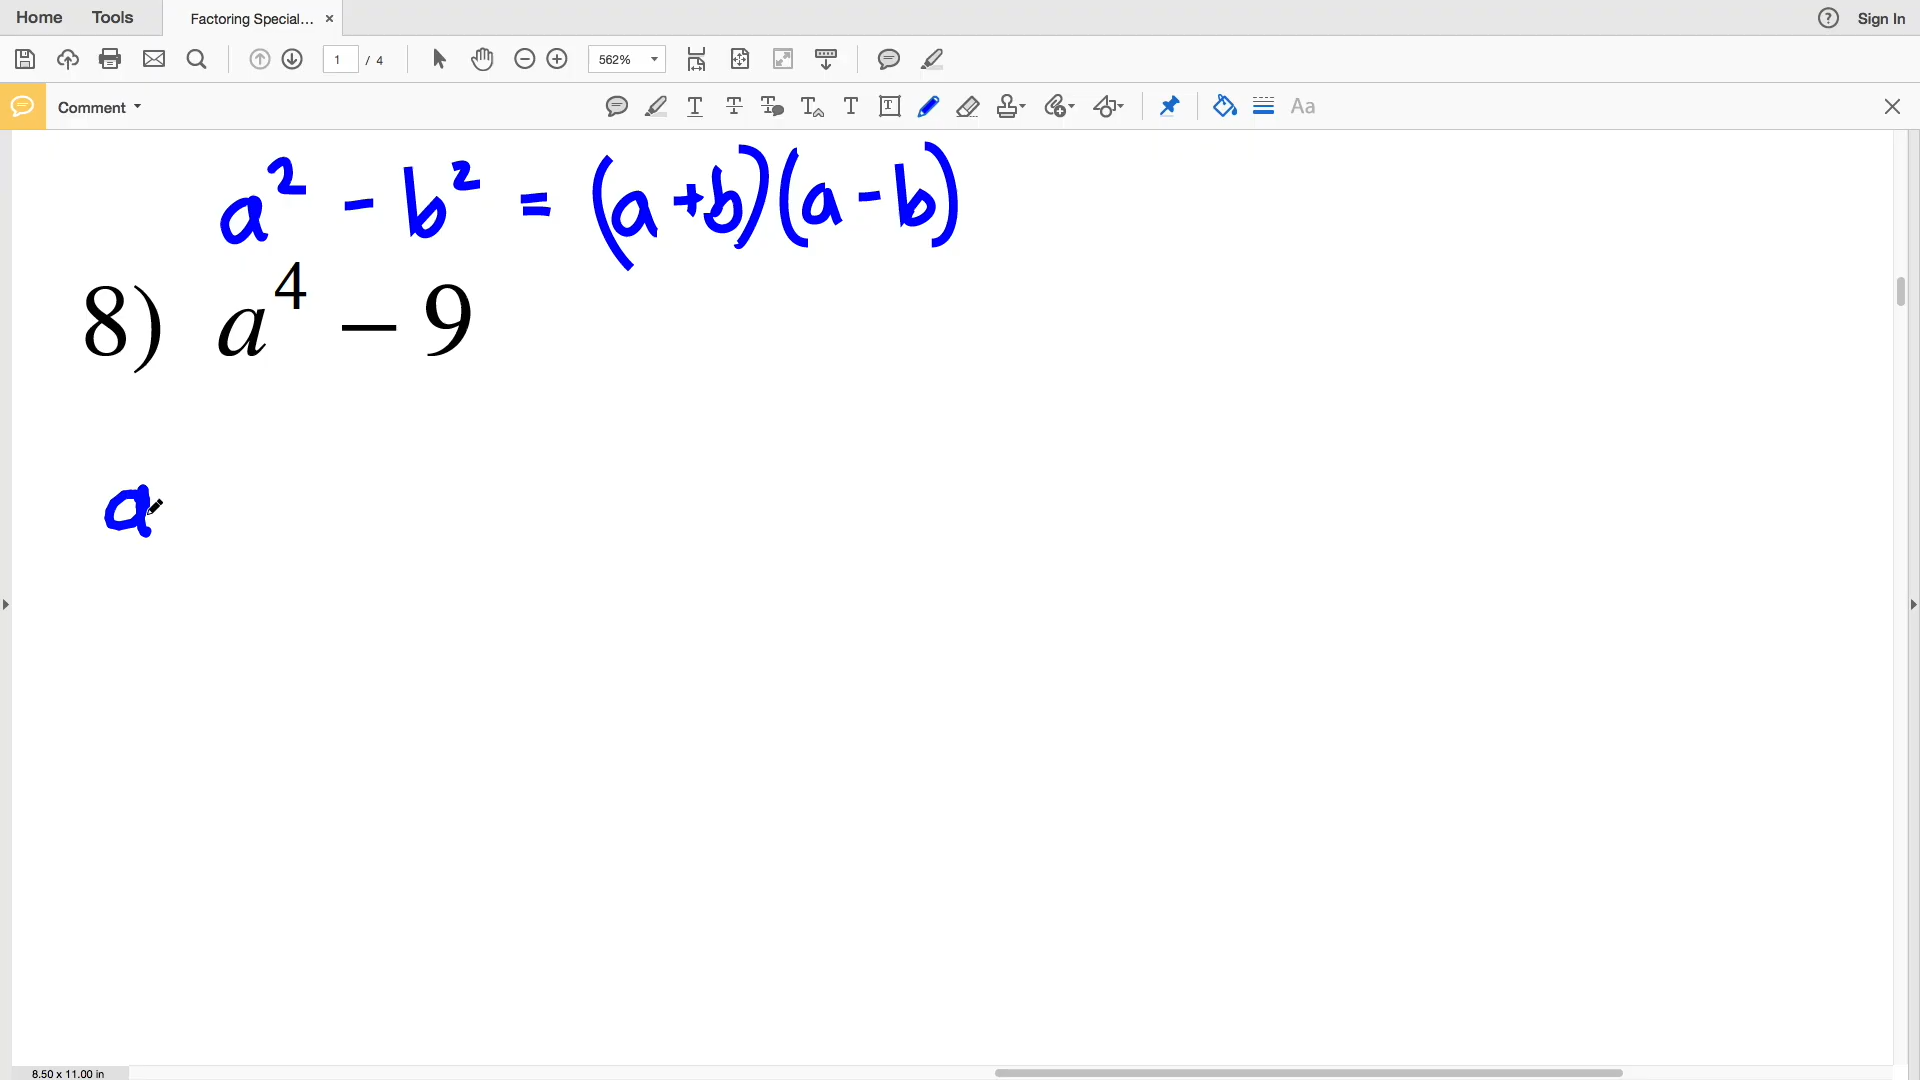 Home Tools Factoring Special... × ? Sign In
1 / 4 562%
Comment T T T T T T Aa
a² - b² = (a+b)(a-b)
8) a⁴ − 9
a
8.50 x 11.00 in